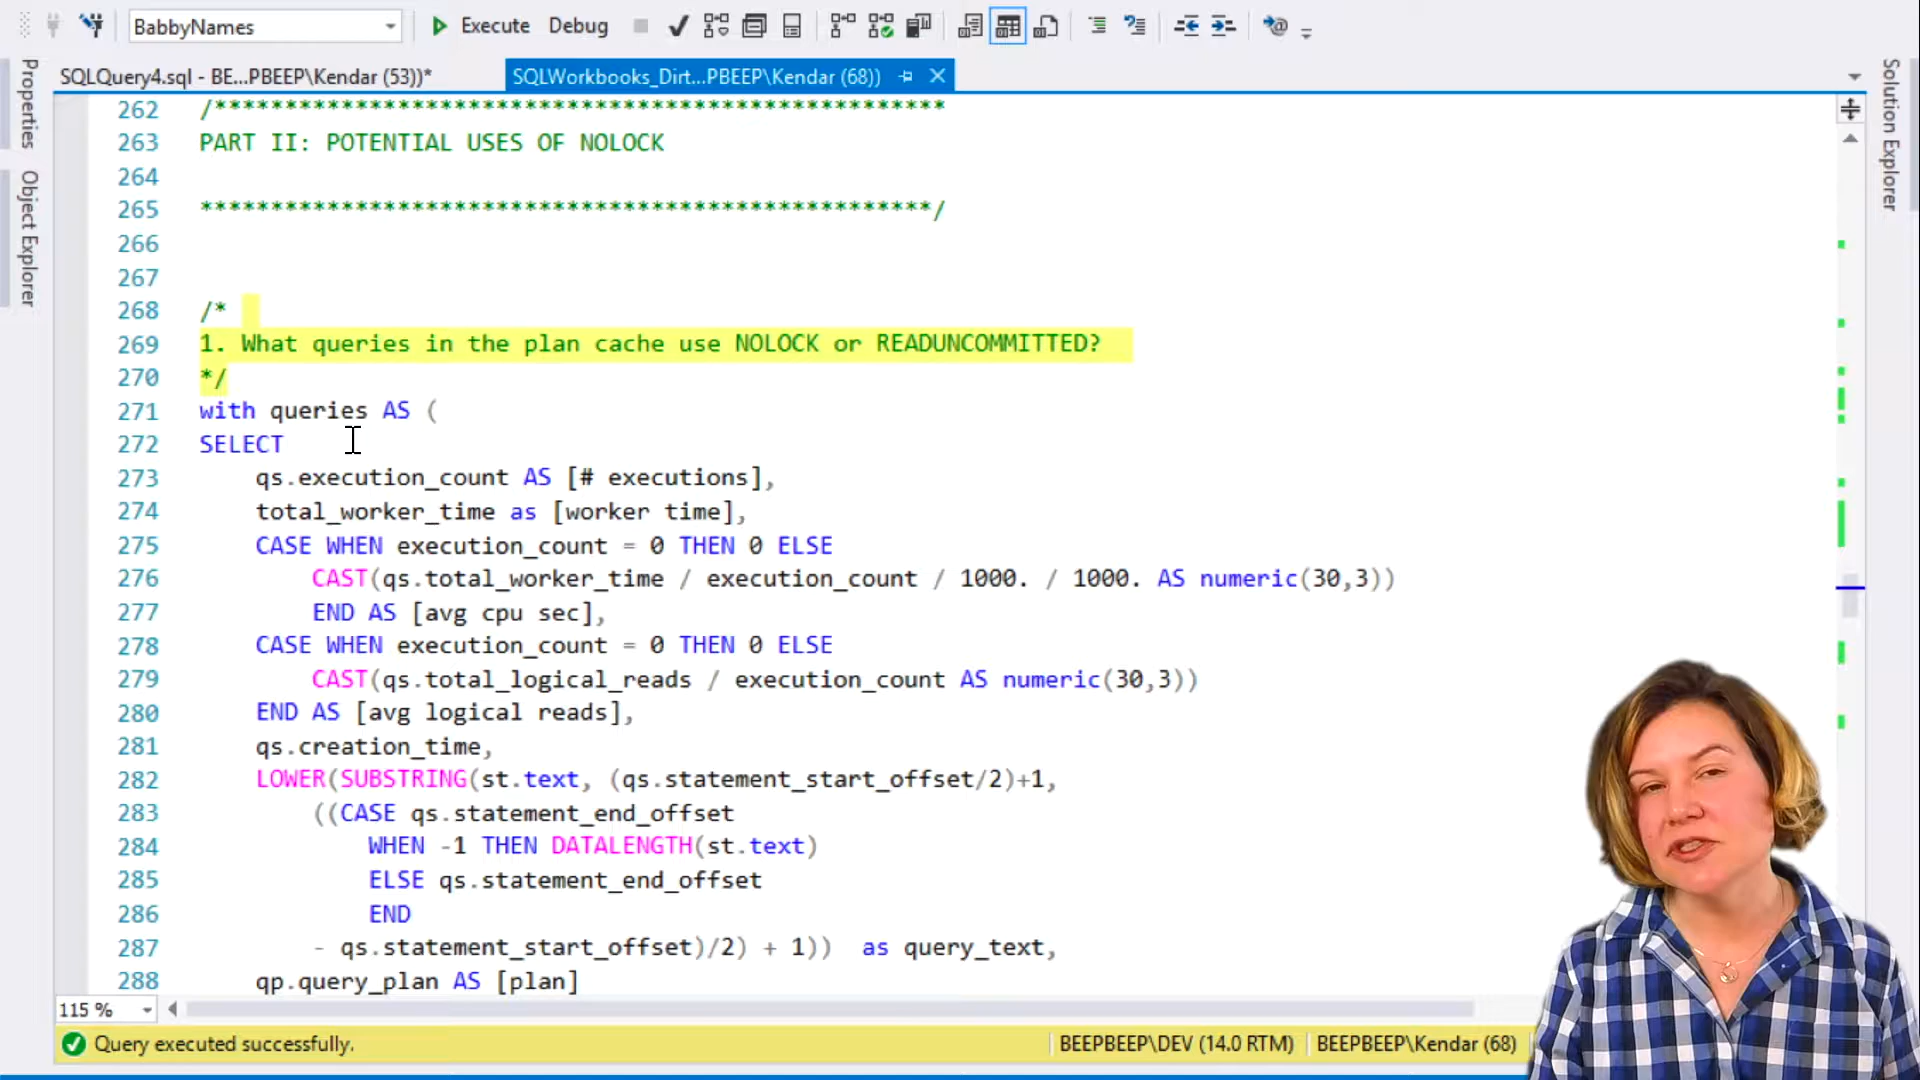 BabbyNames
Execute
Debug
SQLQuery4.sql - BE...PBEEP\Kendar (53))*
SQLWorkbooks_Dirt...PBEEP\Kendar (68))
Properties
Object Explorer
Solution Explorer
262 /****************************************************
263 PART II: POTENTIAL USES OF NOLOCK
264
265 ****************************************************/
266
267
268 /*
269 1. What queries in the plan cache use NOLOCK or READUNCOMMITTED?
270 */
271 with queries AS (
272 SELECT
273 qs.execution_count AS [# executions],
274 total_worker_time as [worker time],
275 CASE WHEN execution_count = 0 THEN 0 ELSE
276 CAST(qs.total_worker_time / execution_count / 1000. / 1000. AS numeric(30,3))
277 END AS [avg cpu sec],
278 CASE WHEN execution_count = 0 THEN 0 ELSE
279 CAST(qs.total_logical_reads / execution_count AS numeric(30,3))
280 END AS [avg logical reads],
281 qs.creation_time,
282 LOWER(SUBSTRING(st.text, (qs.statement_start_offset/2)+1,
283 ((CASE qs.statement_end_offset
284 WHEN -1 THEN DATALENGTH(st.text)
285 ELSE qs.statement_end_offset
286 END
287 - qs.statement_start_offset)/2) + 1)) as query_text,
288 qp.query_plan AS [plan]
115 %
Query executed successfully.
BEEPBEEP\DEV (14.0 RTM)
BEEPBEEP\Kendar (68)